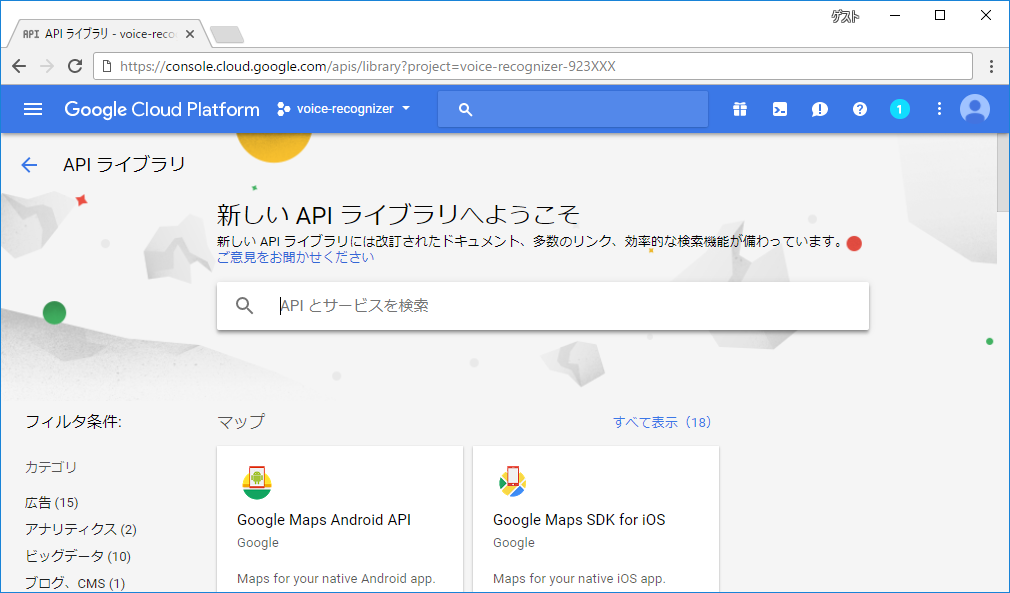 ゲスト
API API ライブラリ - voice-reco
https://console.cloud.google.com/apis/library?project=voice-recognizer-923XXX
Google Cloud Platform voice-recognizer 1
API ライブラリ
新しい API ライブラリへようこそ
新しい API ライブラリには改訂されたドキュメント、多数のリンク、効率的な検索機能が備わっています。
ご意見をお聞かせください
API とサービスを検索
フィルタ条件:
カテゴリ
広告 (15)
アナリティクス (2)
ビッグデータ (10)
ブログ、CMS (1)
マップ すべて表示（18）
Google Maps Android API
Google
Maps for your native Android app.
Google Maps SDK for iOS
Google
Maps for your native iOS app.